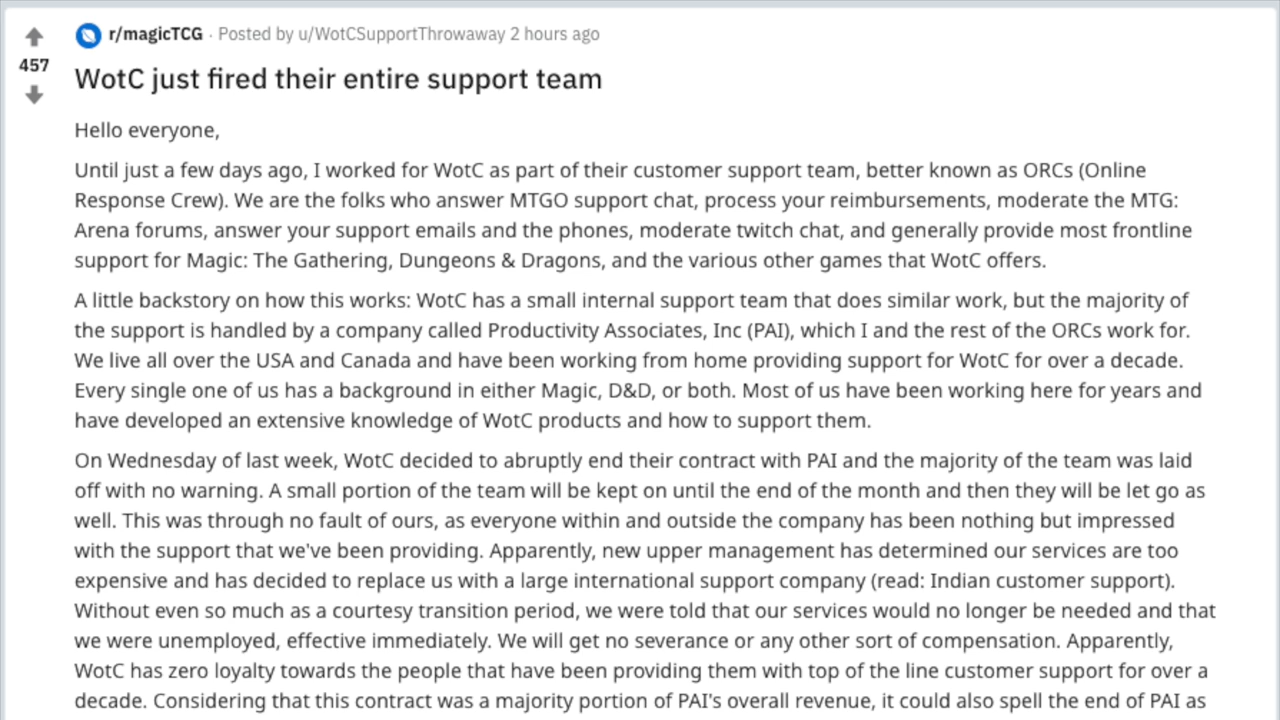 r/magicTCG · Posted by u/WotCSupportThrowaway 2 hours ago
457
WotC just fired their entire support team
Hello everyone,
Until just a few days ago, I worked for WotC as part of their customer support team, better known as ORCs (Online
Response Crew). We are the folks who answer MTGO support chat, process your reimbursements, moderate the MTG:
Arena forums, answer your support emails and the phones, moderate twitch chat, and generally provide most frontline
support for Magic: The Gathering, Dungeons & Dragons, and the various other games that WotC offers.
A little backstory on how this works: WotC has a small internal support team that does similar work, but the majority of
the support is handled by a company called Productivity Associates, Inc (PAI), which I and the rest of the ORCs work for.
We live all over the USA and Canada and have been working from home providing support for WotC for over a decade.
Every single one of us has a background in either Magic, D&D, or both. Most of us have been working here for years and
have developed an extensive knowledge of WotC products and how to support them.
On Wednesday of last week, WotC decided to abruptly end their contract with PAI and the majority of the team was laid
off with no warning. A small portion of the team will be kept on until the end of the month and then they will be let go as
well. This was through no fault of ours, as everyone within and outside the company has been nothing but impressed
with the support that we've been providing. Apparently, new upper management has determined our services are too
expensive and has decided to replace us with a large international support company (read: Indian customer support).
Without even so much as a courtesy transition period, we were told that our services would no longer be needed and that
we were unemployed, effective immediately. We will get no severance or any other sort of compensation. Apparently,
WotC has zero loyalty towards the people that have been providing them with top of the line customer support for over a
decade. Considering that this contract was a majority portion of PAI's overall revenue, it could also spell the end of PAI as